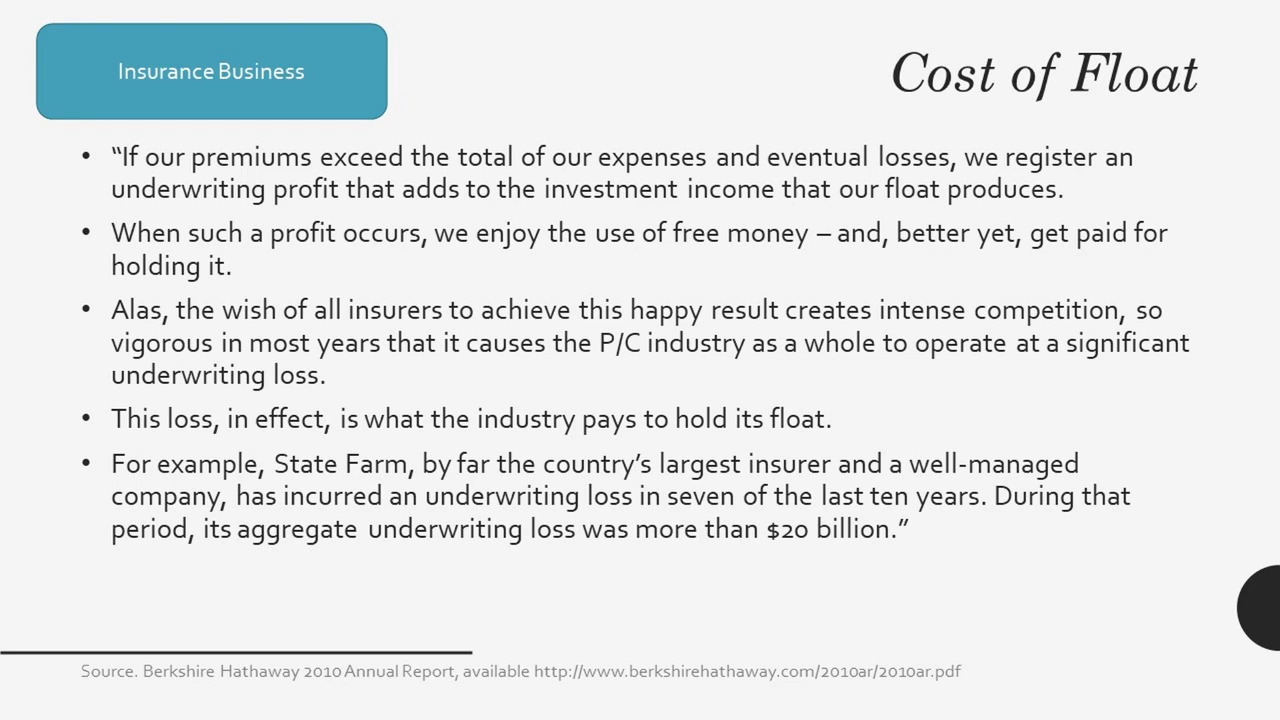 Insurance Business
Cost of Float
• “If our premiums exceed the total of our expenses and eventual losses, we register an
underwriting profit that adds to the investment income that our float produces.
• When such a profit occurs, we enjoy the use of free money – and, better yet, get paid for
holding it.
• Alas, the wish of all insurers to achieve this happy result creates intense competition, so
vigorous in most years that it causes the P/C industry as a whole to operate at a significant
underwriting loss.
• This loss, in effect, is what the industry pays to hold its float.
• For example, State Farm, by far the country’s largest insurer and a well-managed
company, has incurred an underwriting loss in seven of the last ten years. During that
period, its aggregate underwriting loss was more than $20 billion.”
Source. Berkshire Hathaway 2010 Annual Report, available http://www.berkshirehathaway.com/2010ar/2010ar.pdf